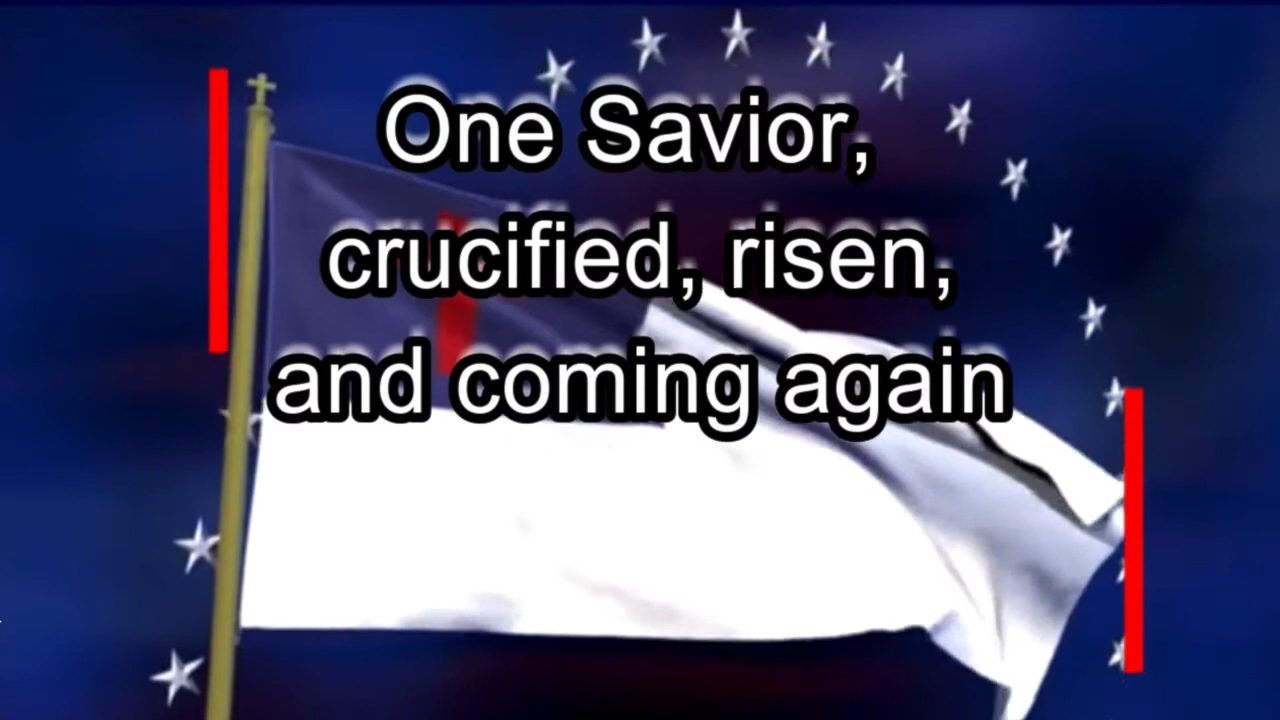 One Savior,
crucified, risen,
and coming again